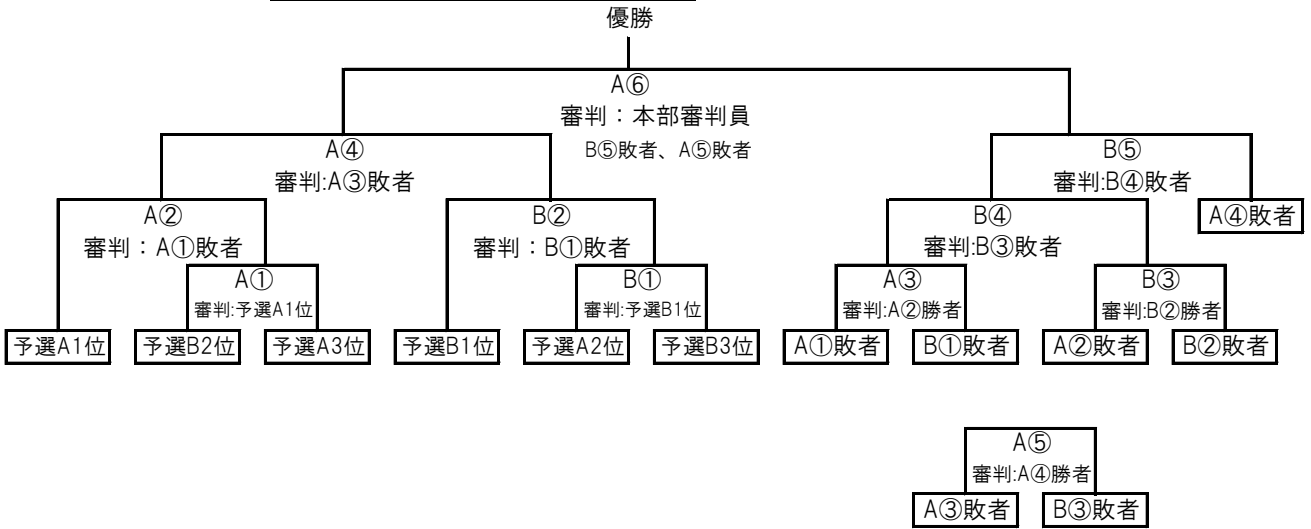 優勝
A⑥
審判：本部審判員
B⑤敗者、A⑤敗者
A④
審判:A③敗者
B⑤
審判:B④敗者
A②
審判：A①敗者
B②
審判：B①敗者
B④
審判:B③敗者
A④敗者
A①
審判:予選A1位
B①
審判:予選B1位
A③
審判:A②勝者
B③
審判:B②勝者
予選A1位 予選B2位 予選A3位 予選B1位 予選A2位 予選B3位 A①敗者 B①敗者 A②敗者 B②敗者
A⑤
審判:A④勝者
A③敗者 B③敗者